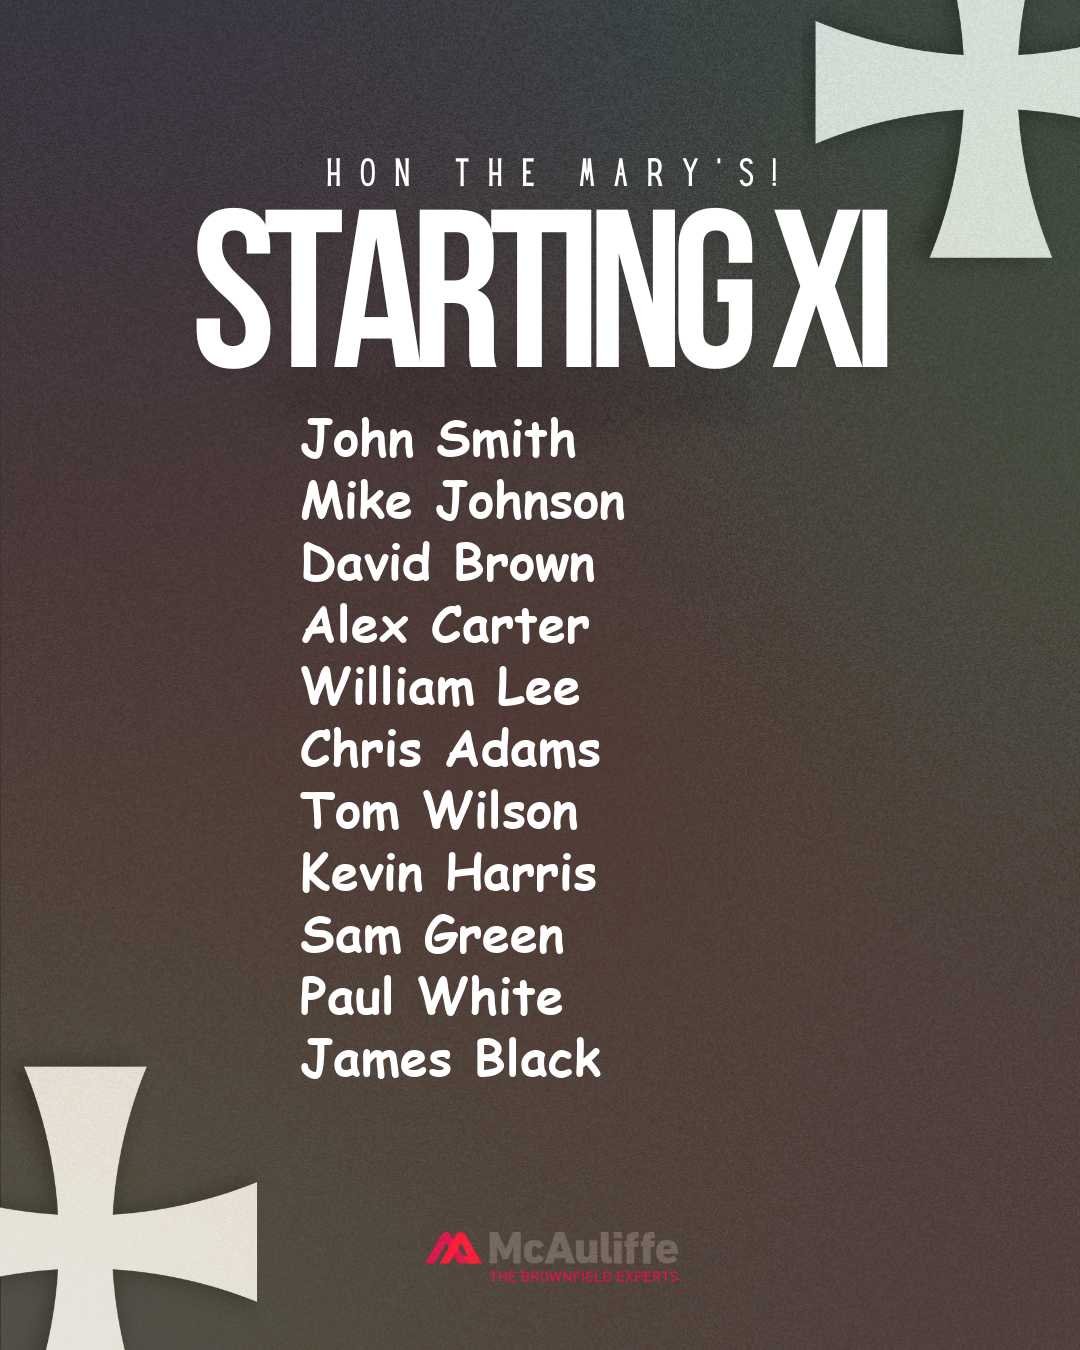 HON THE MARY'S!
STARTING XI
John Smith
Mike Johnson
David Brown
Alex Carter
William Lee
Chris Adams
Tom Wilson
Kevin Harris
Sam Green
Paul White
James Black
McAuliffe
THE BROWNFIELD EXPERTS